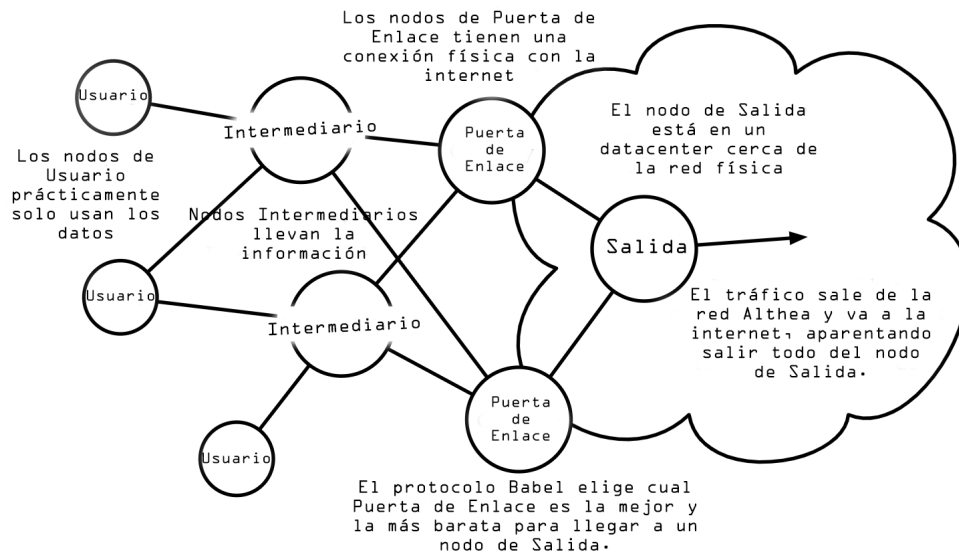 Los nodos de Puerta de
Enlace tienen una
conexión física con la
internet
Usuario
Intermediario
Puerta
de
Enlace
El nodo de Salida
está en un
datacenter cerca de
la red física
Los nodos de
Usuario
prácticamente
solo usan los
datos
Nodos Intermediarios
llevan la
información
Salida
Usuario
Intermediario
El tráfico sale de la
red Althea y va a la
internet, aparentando
salir todo del nodo
de Salida.
Puerta
de
Enlace
Usuario
El protocolo Babel elige cual
Puerta de Enlace es la mejor y
la más barata para llegar a un
nodo de Salida.